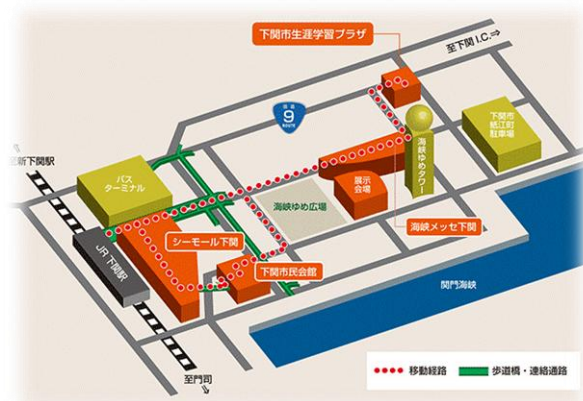 下関市生涯学習プラザ
至下関I.C.⇒
国道
9
ROUTE
下関市
細江町
駐車場
海峡ゆめタワー
至新下関駅
バス
ターミナル
展示
会場
海峡ゆめ広場
海峡メッセ下関
シーモール下関
JR下関駅
下関市民会館
関門海峡
至門司
移動経路
歩道橋・連絡通路